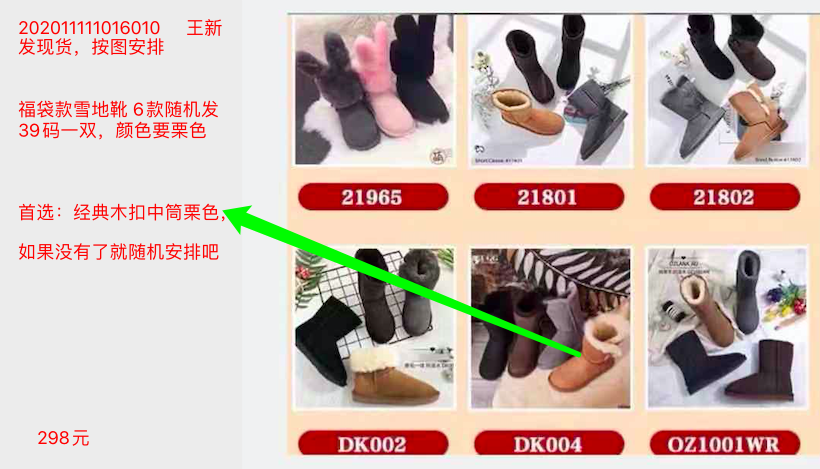 202011111016010 王新
发现货，按图安排
福袋款雪地靴 6款随机发
39码一双，颜色要栗色
首选：经典木扣中筒栗色，
如果没有了就随机安排吧
298元
21965
21801
21802
OZLANA AU
DK002
DK004
OZ1001WR